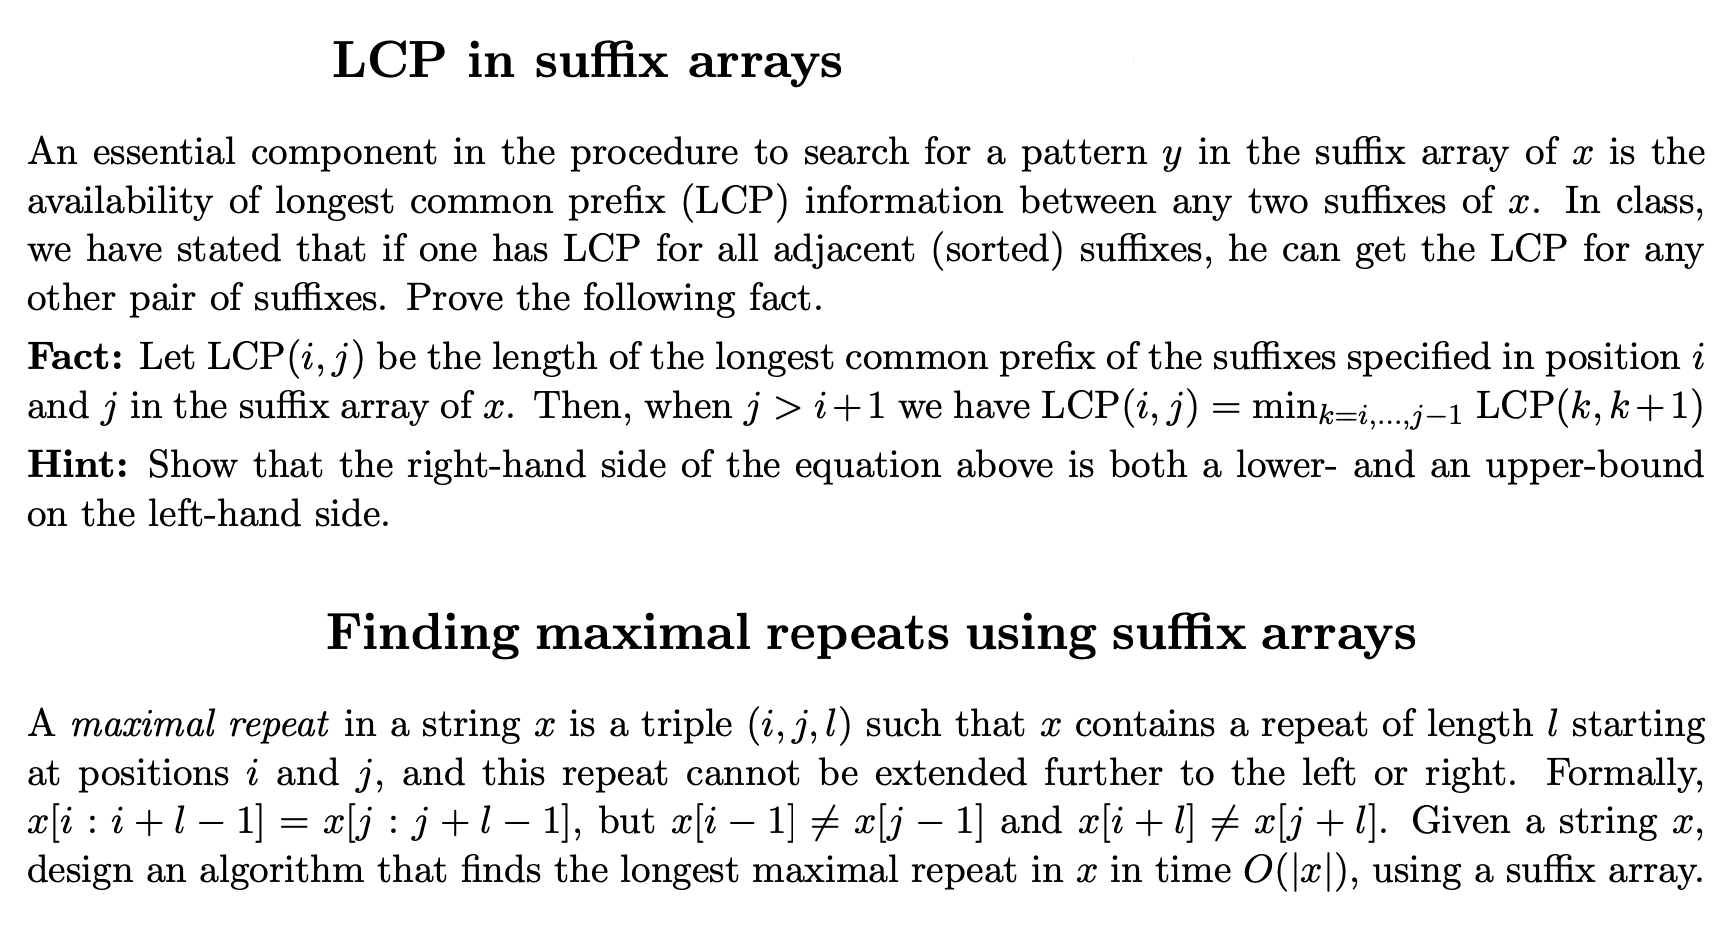 LCP in suffix arrays
An essential component in the procedure to search for a pattern y in the suffix array of x is the
availability of longest common prefix (LCP) information between any two suffixes of x. In class,
we have stated that if one has LCP for all adjacent (sorted) suffixes, he can get the LCP for any
other pair of suffixes. Prove the following fact.
Fact: Let LCP(i, j) be the length of the longest common prefix of the suffixes specified in position i
and j in the suffix array of x. Then, when j > i+1 we have LCP(i, j) = min_{k=i,...,j−1} LCP(k, k+1)
Hint: Show that the right-hand side of the equation above is both a lower- and an upper-bound
on the left-hand side.
Finding maximal repeats using suffix arrays
A maximal repeat in a string x is a triple (i, j, l) such that x contains a repeat of length l starting
at positions i and j, and this repeat cannot be extended further to the left or right. Formally,
x[i : i + l − 1] = x[j : j + l − 1], but x[i − 1] ≠ x[j − 1] and x[i + l] ≠ x[j + l]. Given a string x,
design an algorithm that finds the longest maximal repeat in x in time O(|x|), using a suffix array.